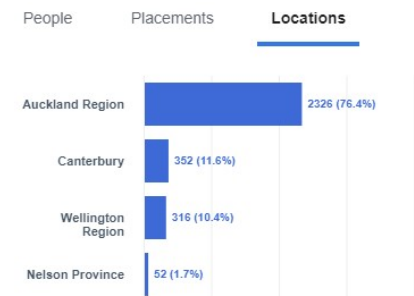 People Placements Locations
Auckland Region 2326 (76.4%)
Canterbury 352 (11.6%)
Wellington
Region 316 (10.4%)
Nelson Province 52 (1.7%)